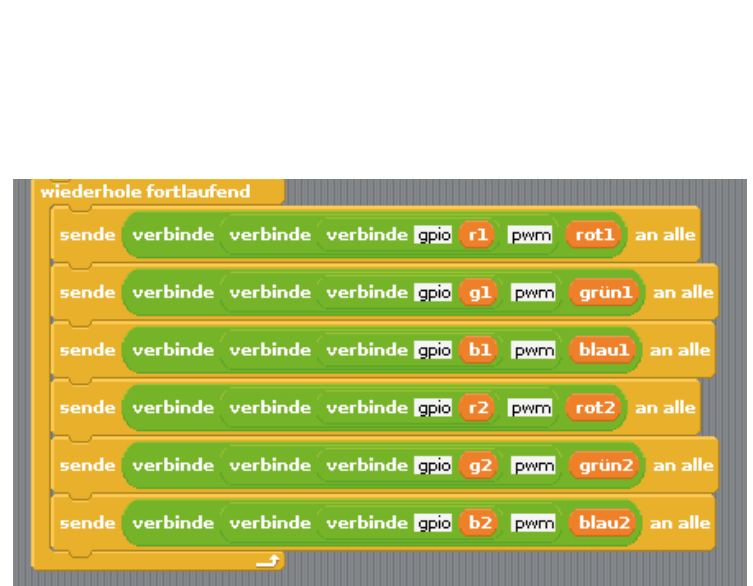 wiederhole fortlaufend
sende verbinde verbinde verbinde gpio r1 pwm rot1 an alle
sende verbinde verbinde verbinde gpio g1 pwm grün1 an alle
sende verbinde verbinde verbinde gpio b1 pwm blau1 an alle
sende verbinde verbinde verbinde gpio r2 pwm rot2 an alle
sende verbinde verbinde verbinde gpio g2 pwm grün2 an alle
sende verbinde verbinde verbinde gpio b2 pwm blau2 an alle